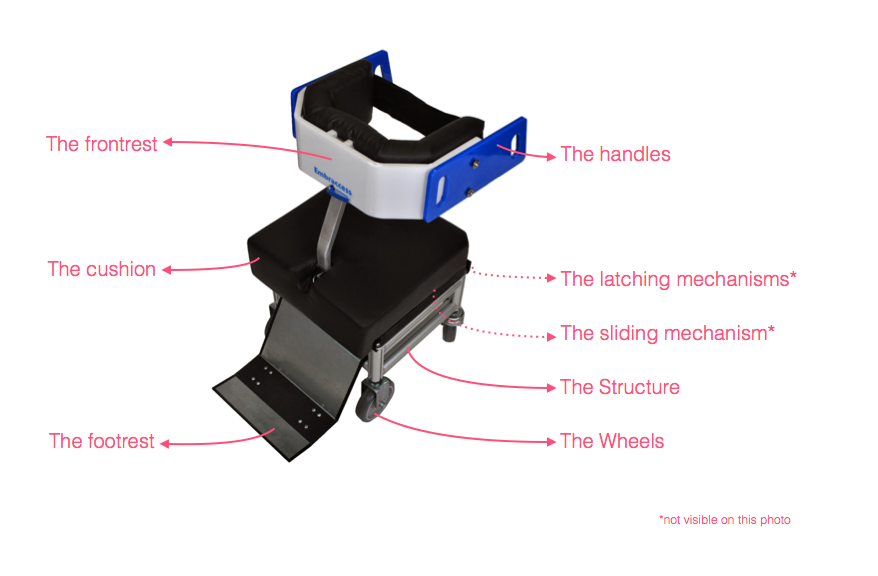 The frontrest
The handles
Embraccess
The cushion
The latching mechanisms*
The sliding mechanism*
The Structure
The footrest
The Wheels
*not visible on this photo